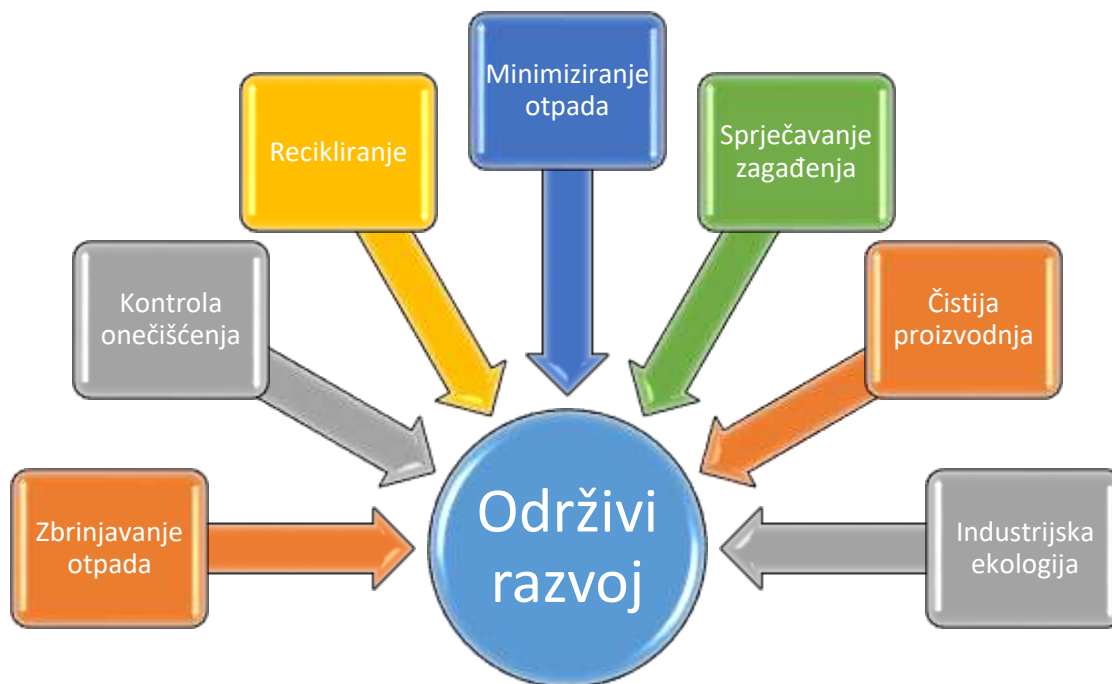 Minimiziranje
otpada
Recikliranje
Sprječavanje
zagađenja
Kontrola
onečišćenja
Čistija
proizvodnja
Zbrinjavanje
otpada
Održivi
razvoj
Industrijska
ekologija